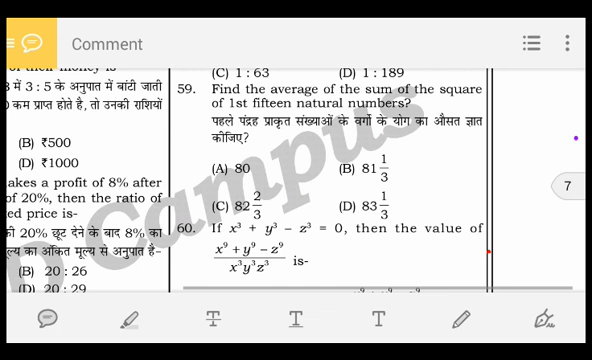 Comment
में 3 : 5 के अनुपात में बांटी जाती
कम प्राप्त होते है, तो उनकी राशियों
(B) ₹500
(D) ₹1000
akes a profit of 8% after
of 20%, then the ratio of
ed price is-
की 20% छूट देने के बाद 8% का
मूल्य का अंकित मूल्य से अनुपात है-
(B) 20 : 26
(D) 20 : 29
(C) 1 : 63 (D) 1 : 189
59. Find the average of the sum of the square
of 1st fifteen natural numbers?
पहले पंद्रह प्राकृत संख्याओं के वर्गो के योग का औसत ज्ञात
कीजिए?
(A) 80 (B) 81 1/3
(C) 82 2/3 (D) 83 1/3
60. If x³ + y³ − z³ = 0, then the value of
x⁹ + y⁹ − z⁹ / x³y³z³ is-
D Campus
7
T T T